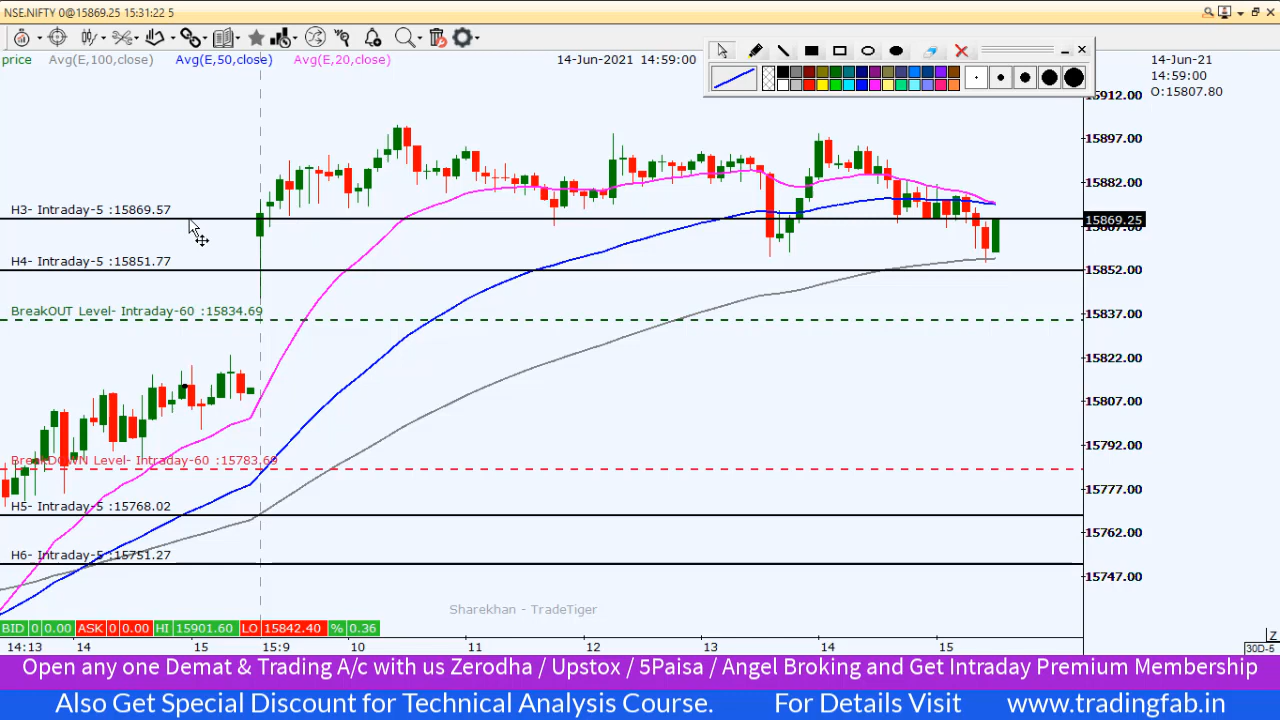 NSE.NIFTY 0@15869.25 15:31:22 5
price Avg(E,100,close) Avg(E,50,close) Avg(E,20,close) 14-Jun-2021 14:59:00
14-Jun-21
14:59:00
O:15807.80
15912.00
15897.00
15882.00
H3- Intraday-5 :15869.57
15869.25
H4- Intraday-5 :15851.77
15852.00
BreakOUT Level- Intraday-60 :15834.69
15837.00
15822.00
15807.00
15792.00
BreakDOWN Level- Intraday-60 :15783.69
15777.00
H5- Intraday-5 :15768.02
15762.00
H6- Intraday-5 :15751.27
15747.00
Sharekhan - TradeTiger
BID 0 0.00 ASK 0 0.00 HI 15901.60 LO 15842.40 % 0.36
Z
14:13 14 15 15:9 10 11 12 13 14 15 30D-5
Open any one Demat & Trading A/c with us Zerodha / Upstox / 5Paisa / Angel Broking and Get Intraday Premium Membership
Also Get Special Discount for Technical Analysis Course. For Details Visit www.tradingfab.in